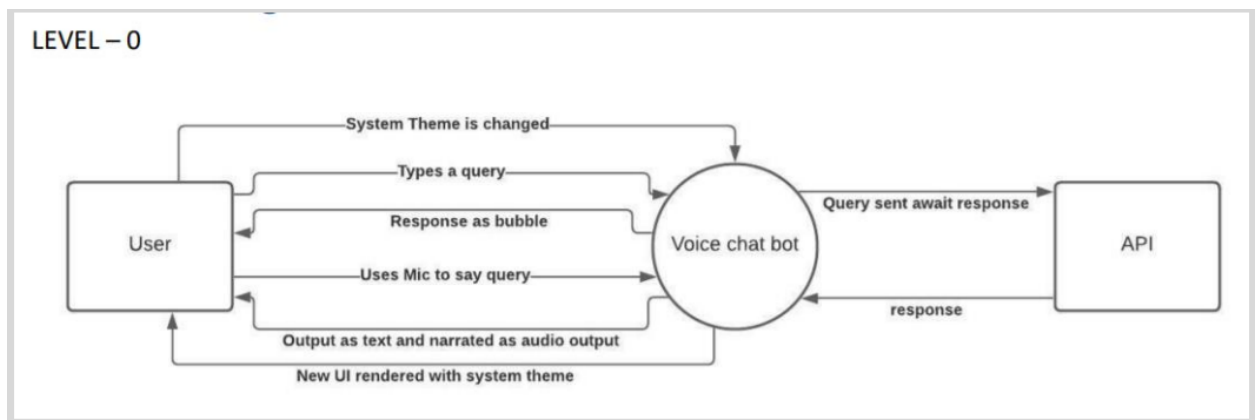 LEVEL – 0
System Theme is changed
Types a query
Response as bubble
Uses Mic to say query
Output as text and narrated as audio output
New UI rendered with system theme
User
Voice chat bot
Query sent await response
response
API